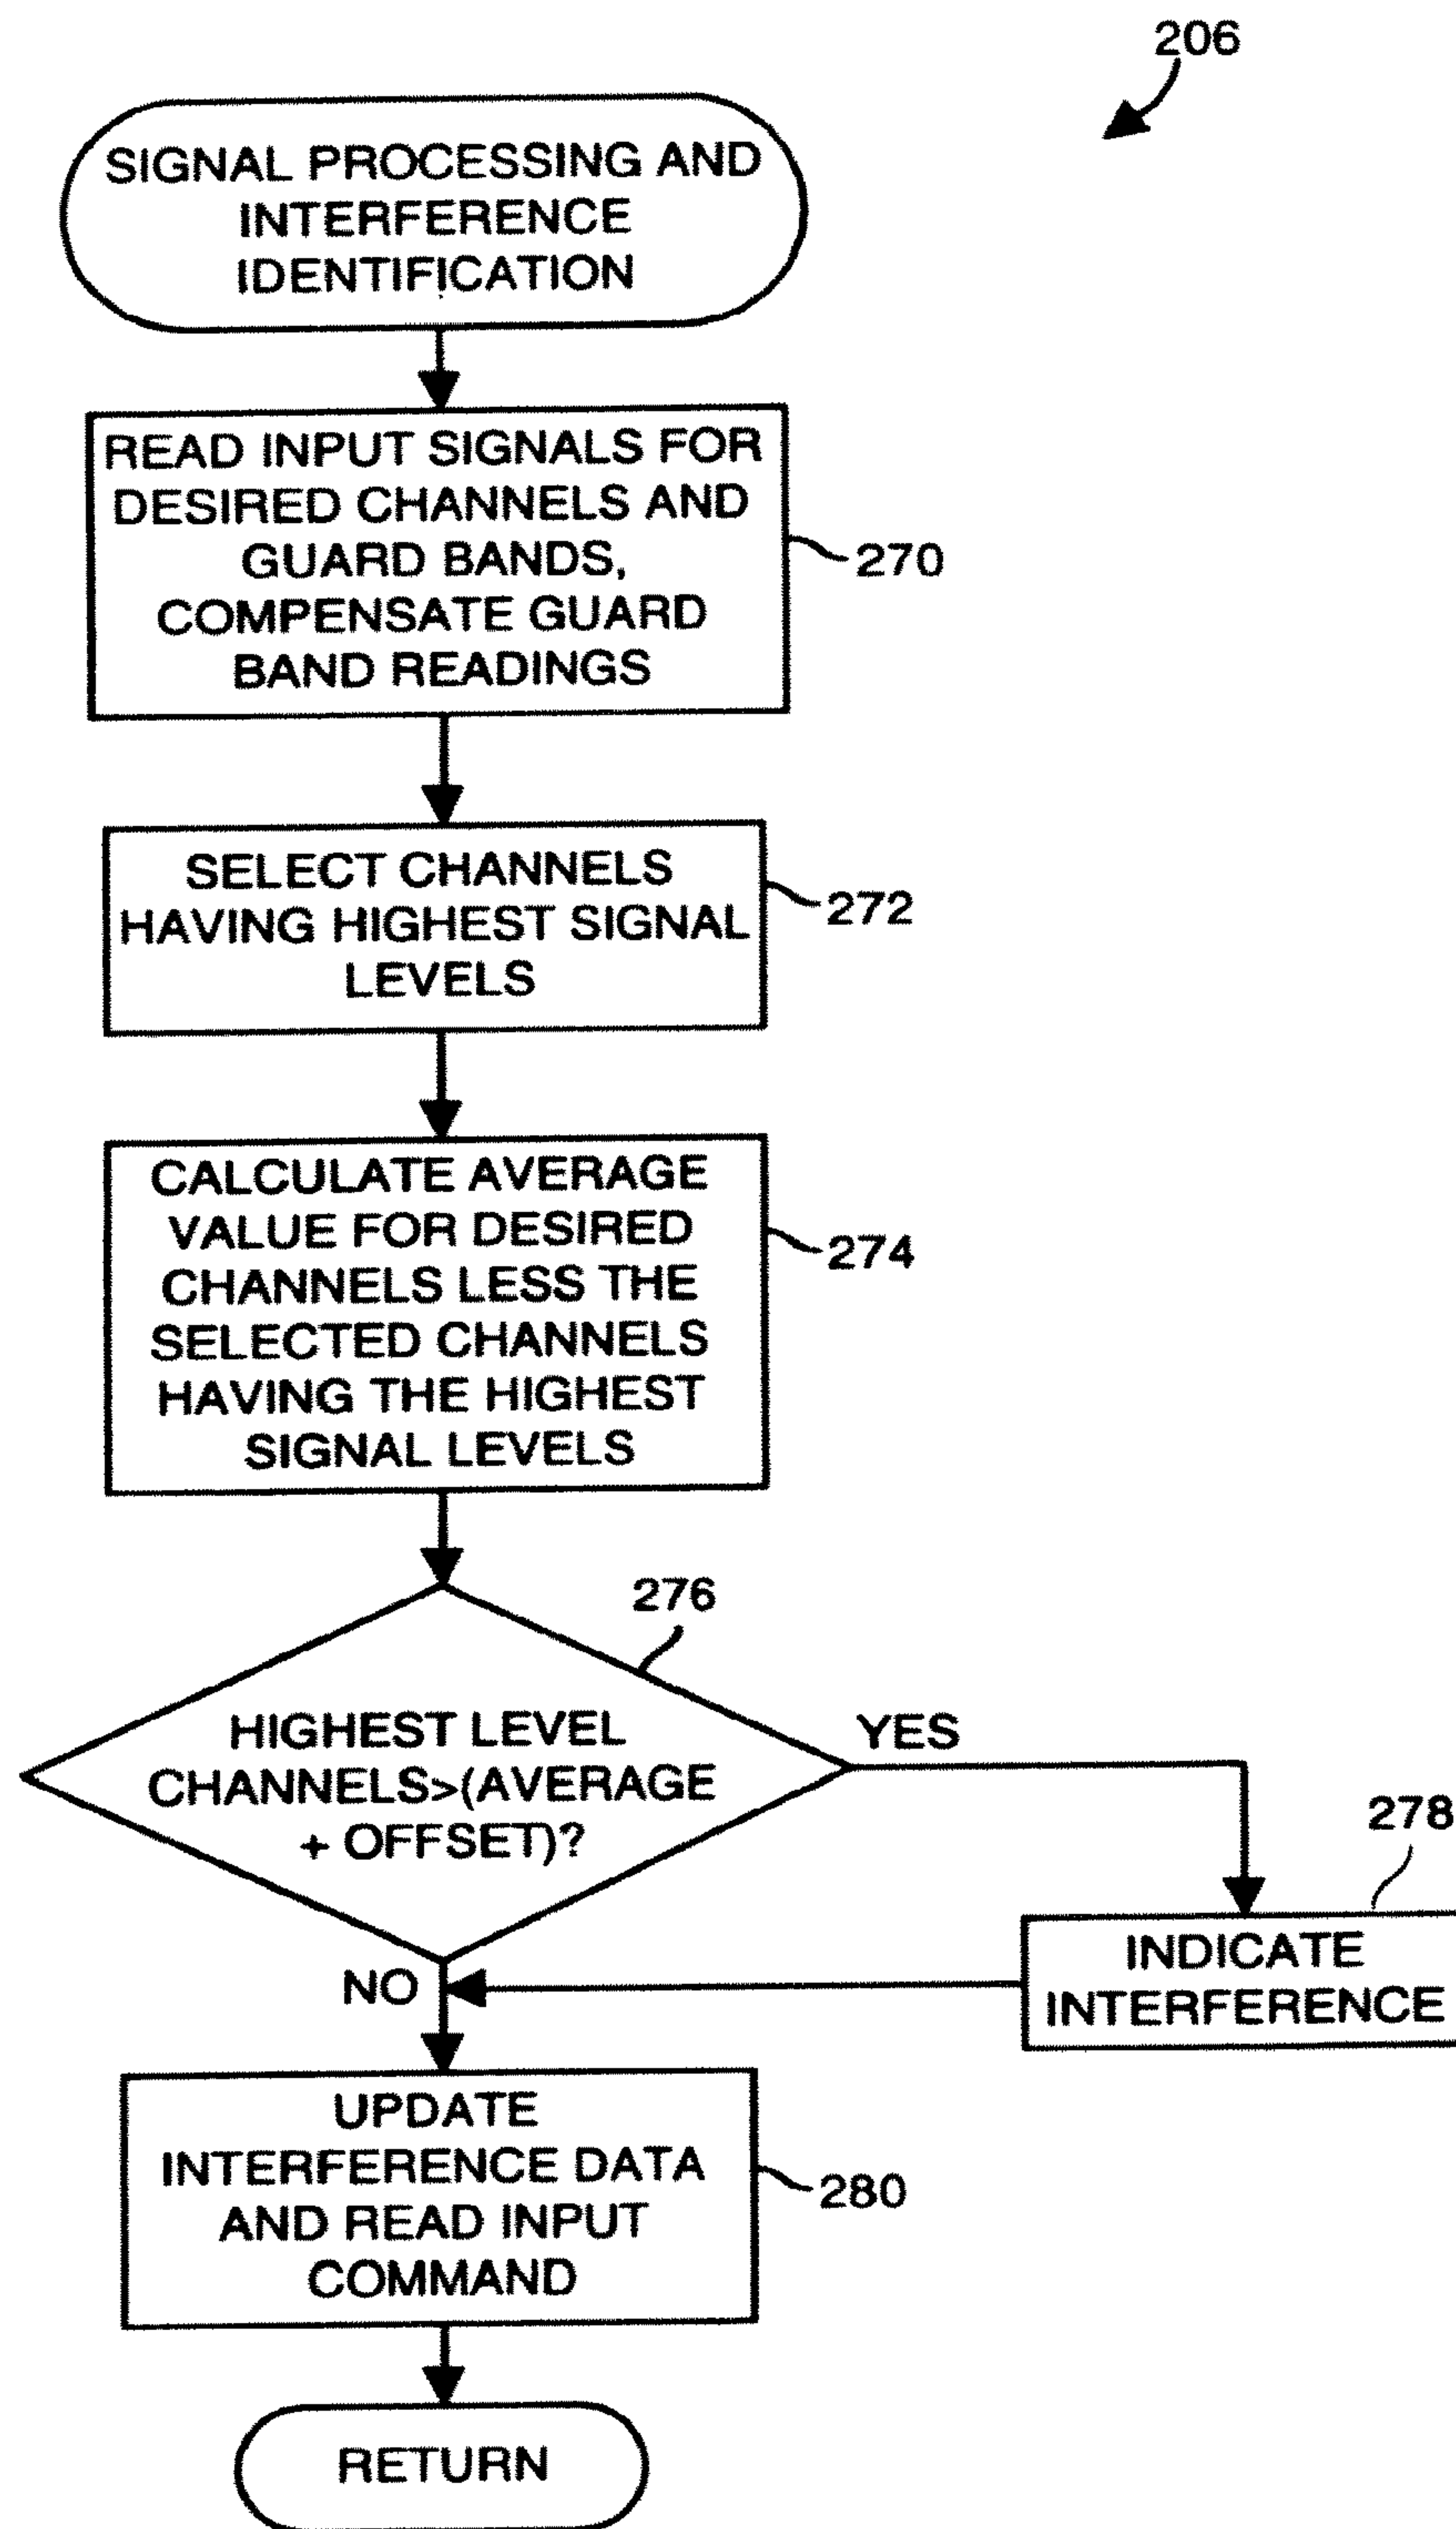 206
SIGNAL PROCESSING AND
INTERFERENCE
IDENTIFICATION
READ INPUT SIGNALS FOR
DESIRED CHANNELS AND
GUARD BANDS,
COMPENSATE GUARD
BAND READINGS
270
SELECT CHANNELS
HAVING HIGHEST SIGNAL
LEVELS
272
CALCULATE AVERAGE
VALUE FOR DESIRED
CHANNELS LESS THE
SELECTED CHANNELS
HAVING THE HIGHEST
SIGNAL LEVELS
274
276
HIGHEST LEVEL
CHANNELS>(AVERAGE
+ OFFSET)?
YES
278
INDICATE
INTERFERENCE
NO
UPDATE
INTERFERENCE DATA
AND READ INPUT
COMMAND
280
RETURN